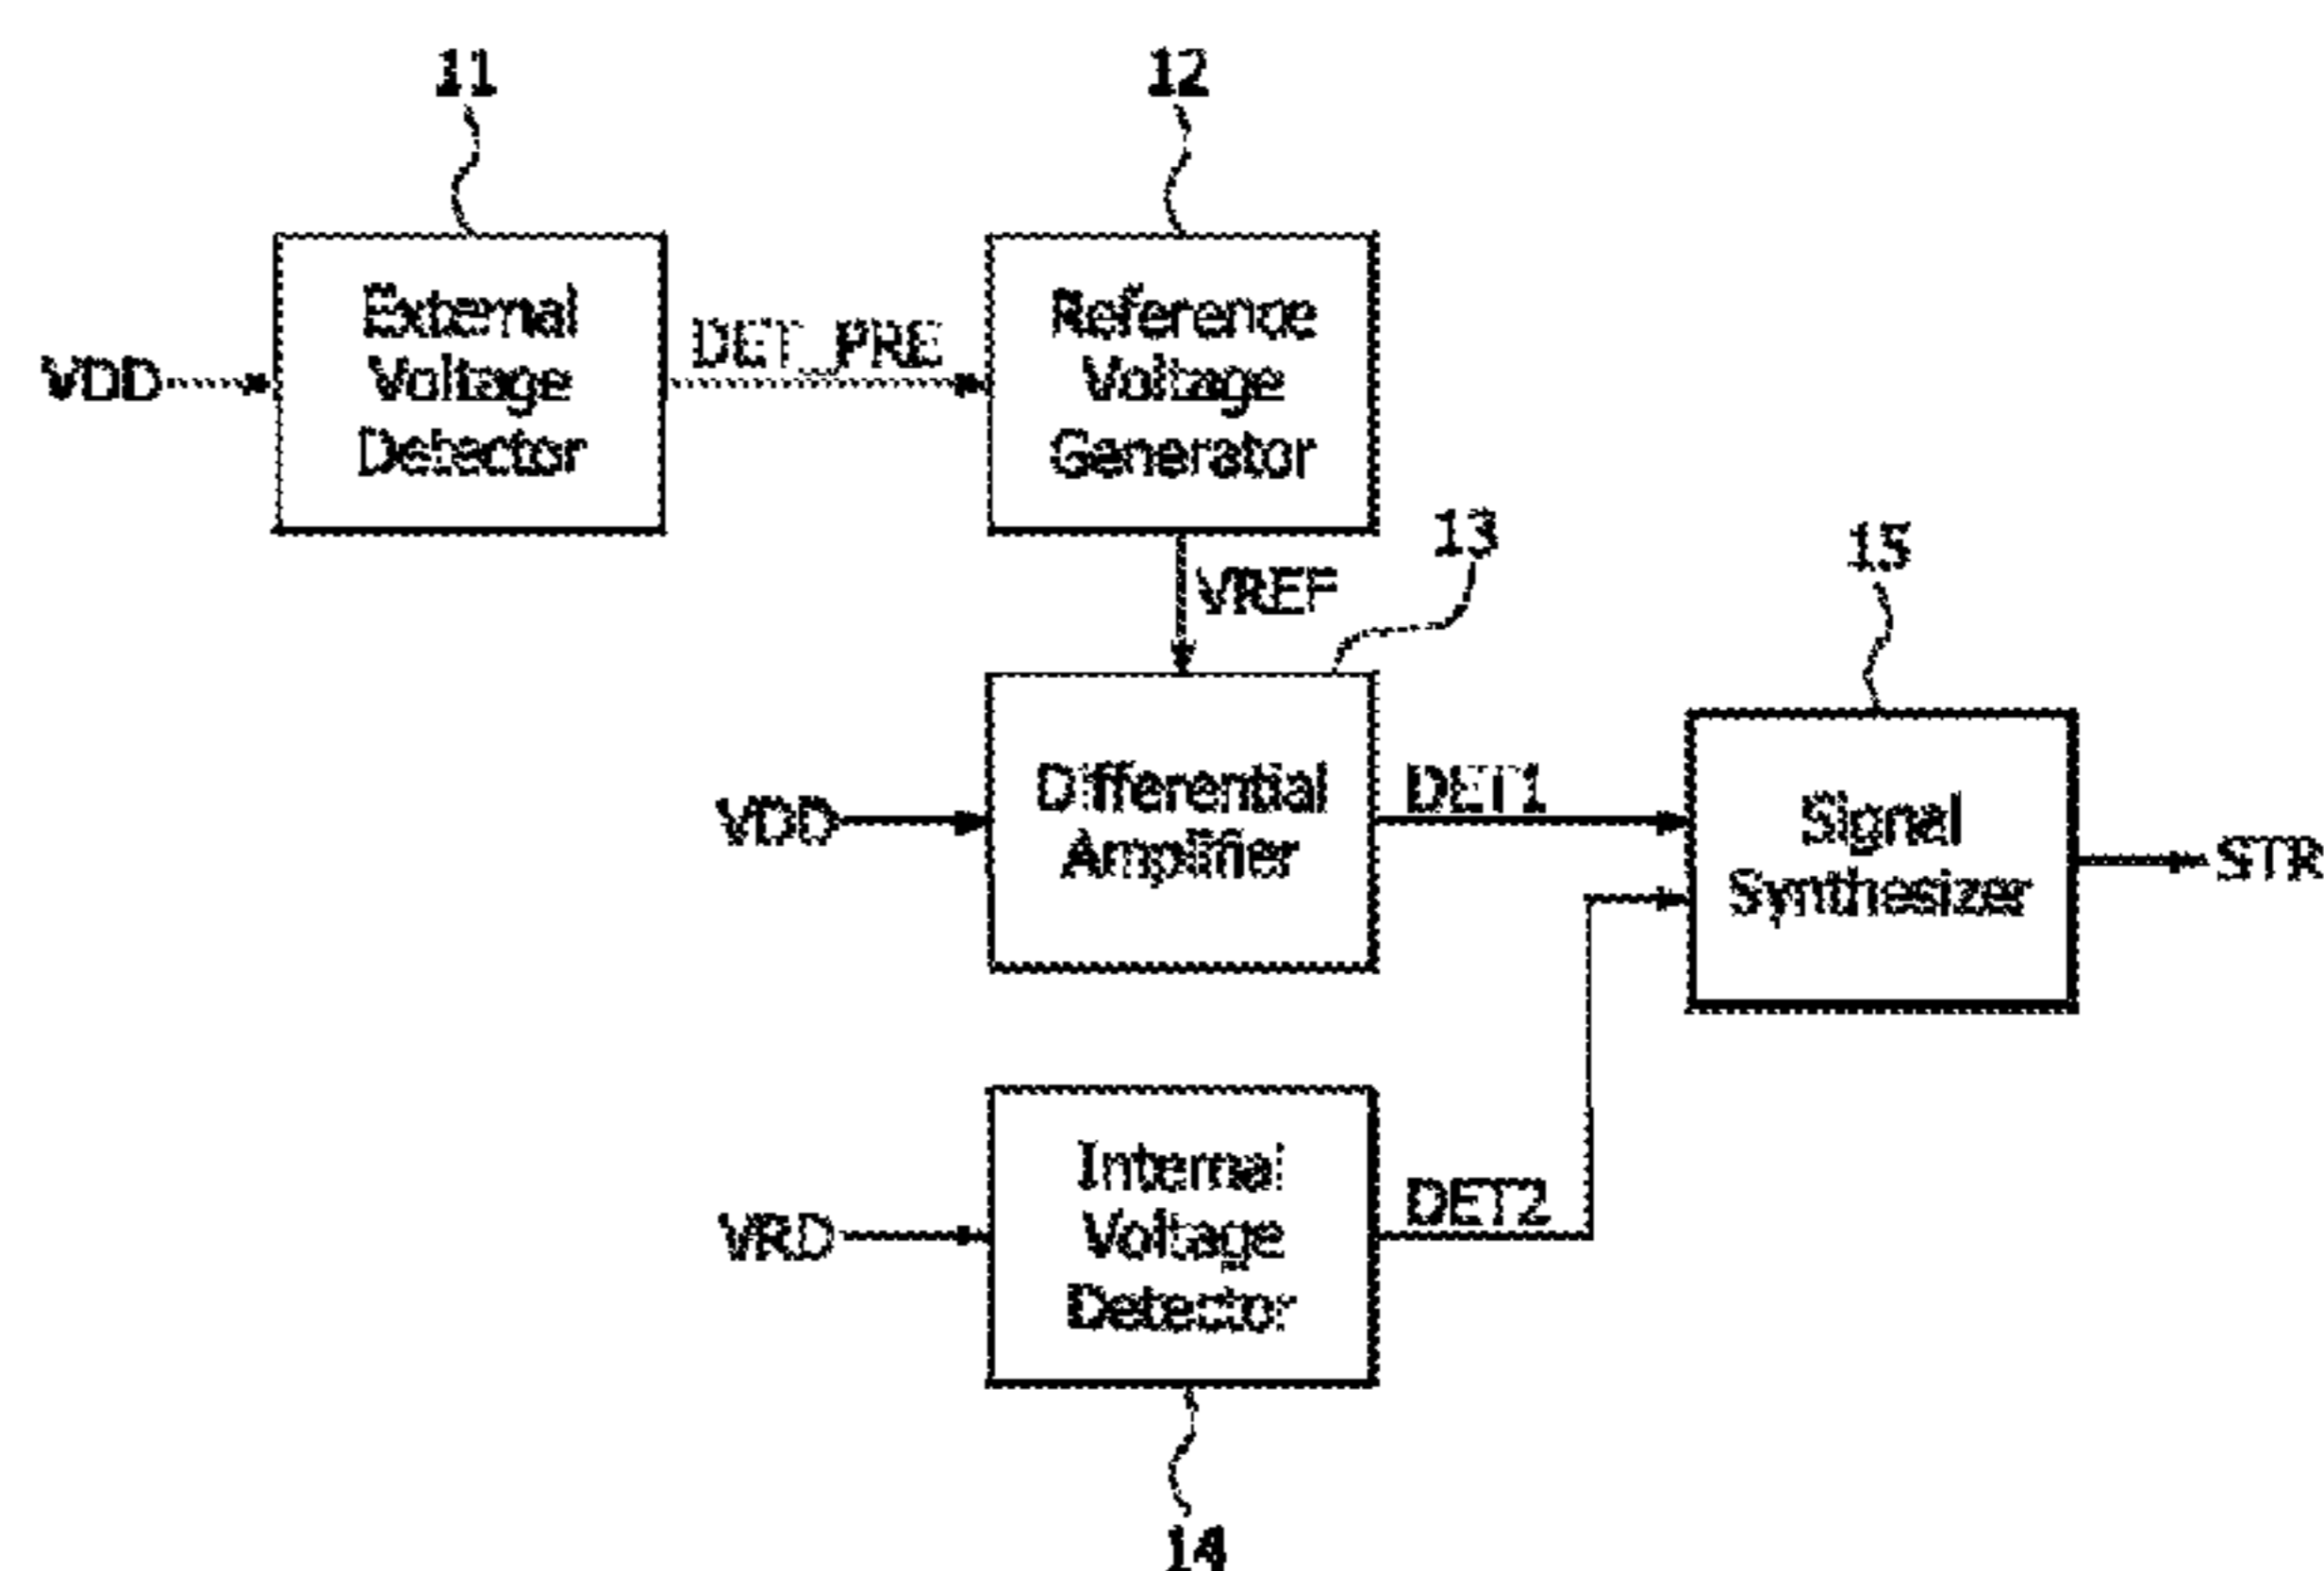 11
12
External
Voltage
Detector
Reference
Voltage
Generator
VDD
DET_PRE
VREF
13
15
Differential
Amplifier
VDD
DET1
Signal
Synthesizer
STR
Internal
Voltage
Detector
VRD
DET2
14